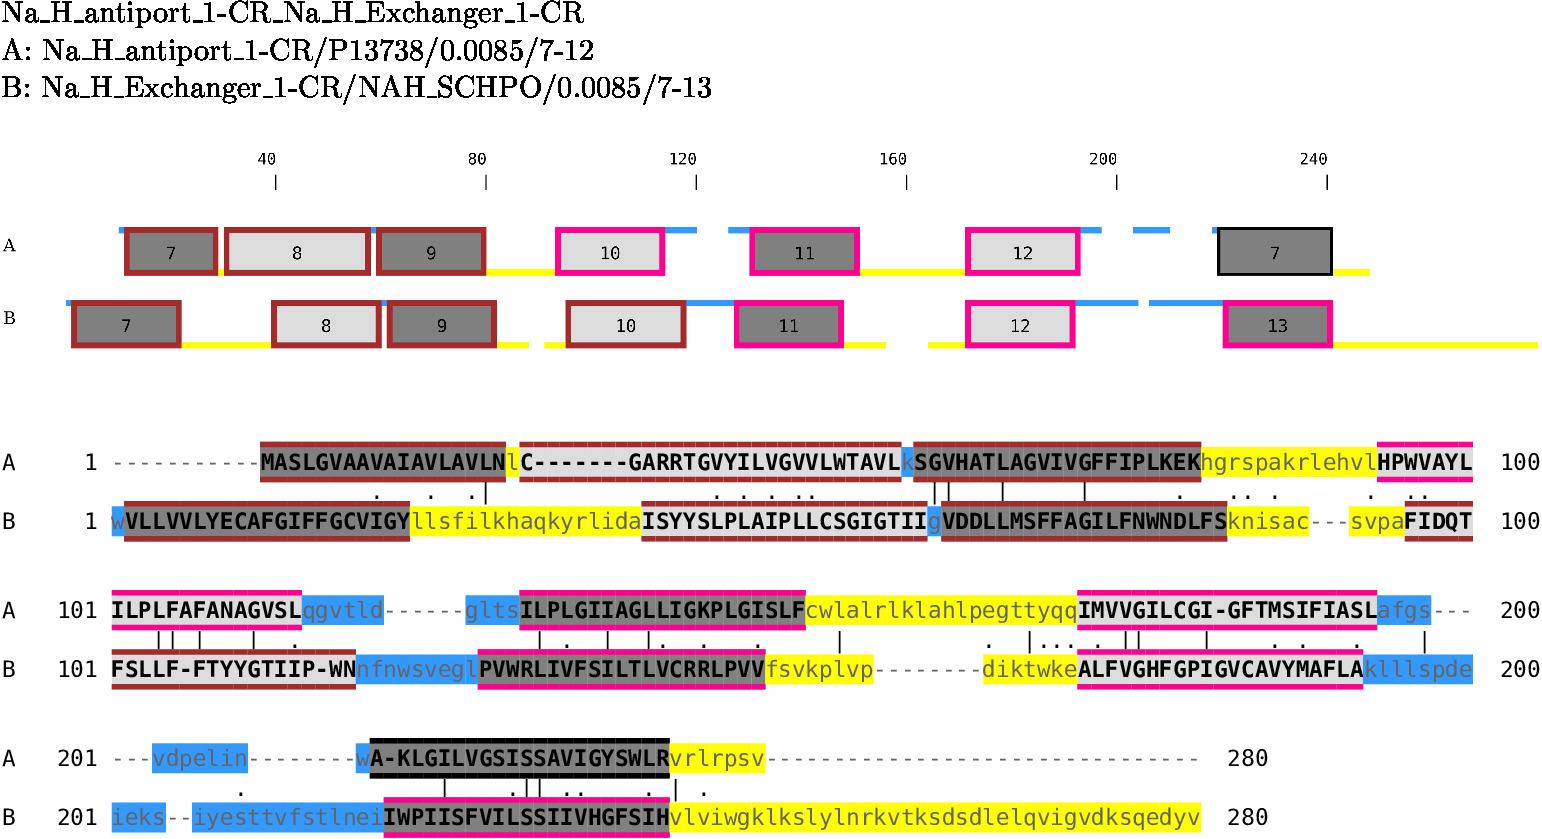 Na_H_antiport_1-CR_Na_H_Exchanger_1-CR
A: Na_H_antiport_1-CR/P13738/0.0085/7-12
B: Na_H_Exchanger_1-CR/NAH_SCHPO/0.0085/7-13
40 80 120 160 200 240
A 7 8 9 10 11 12 7
B 7 8 9 10 11 12 13
A 1 -----------MASLGVAAVAIAVLAVLNlC-------GARRTGVYILVGVVLWTAVLkSGVHATLAGVIVGFFIPLKEKhgrspakrlehvlHPWVAYL 100
B 1 wVLLVVLYECAFGIFFGCVIGYllsfilkhaqkyrlidaISYYSLPLAIPLLCSGIGTIIgVDDLLMSFFAGILFNWNDLFSknisac---svpaFIDQT 100
A 101 ILPLFAFANAGVSLqgvtld------gltsILPLGIIAGLLIGKPLGISLFcwlalrlklahlpegttyqqIMVVGILCGI-GFTMSIFIASLafgs--- 200
B 101 FSLLF-FTYYGTIIP-WNnfnwsveglPVWRLIVFSILTLVCRRLPVVfsvkplvp--------diktwkeALFVGHFGPIGVCAVYMAFLAklllspde 200
A 201 ---vdpelin--------wA-KLGILVGSISSAVIGYSWLRvrlrpsv-------------------------------- 280
B 201 ieks--iyesttvfstlneiIWPIISFVILSSIIVHGFSIHvlviwgklkslylnrkvtksdsdlelqvigvdksqedyv 280